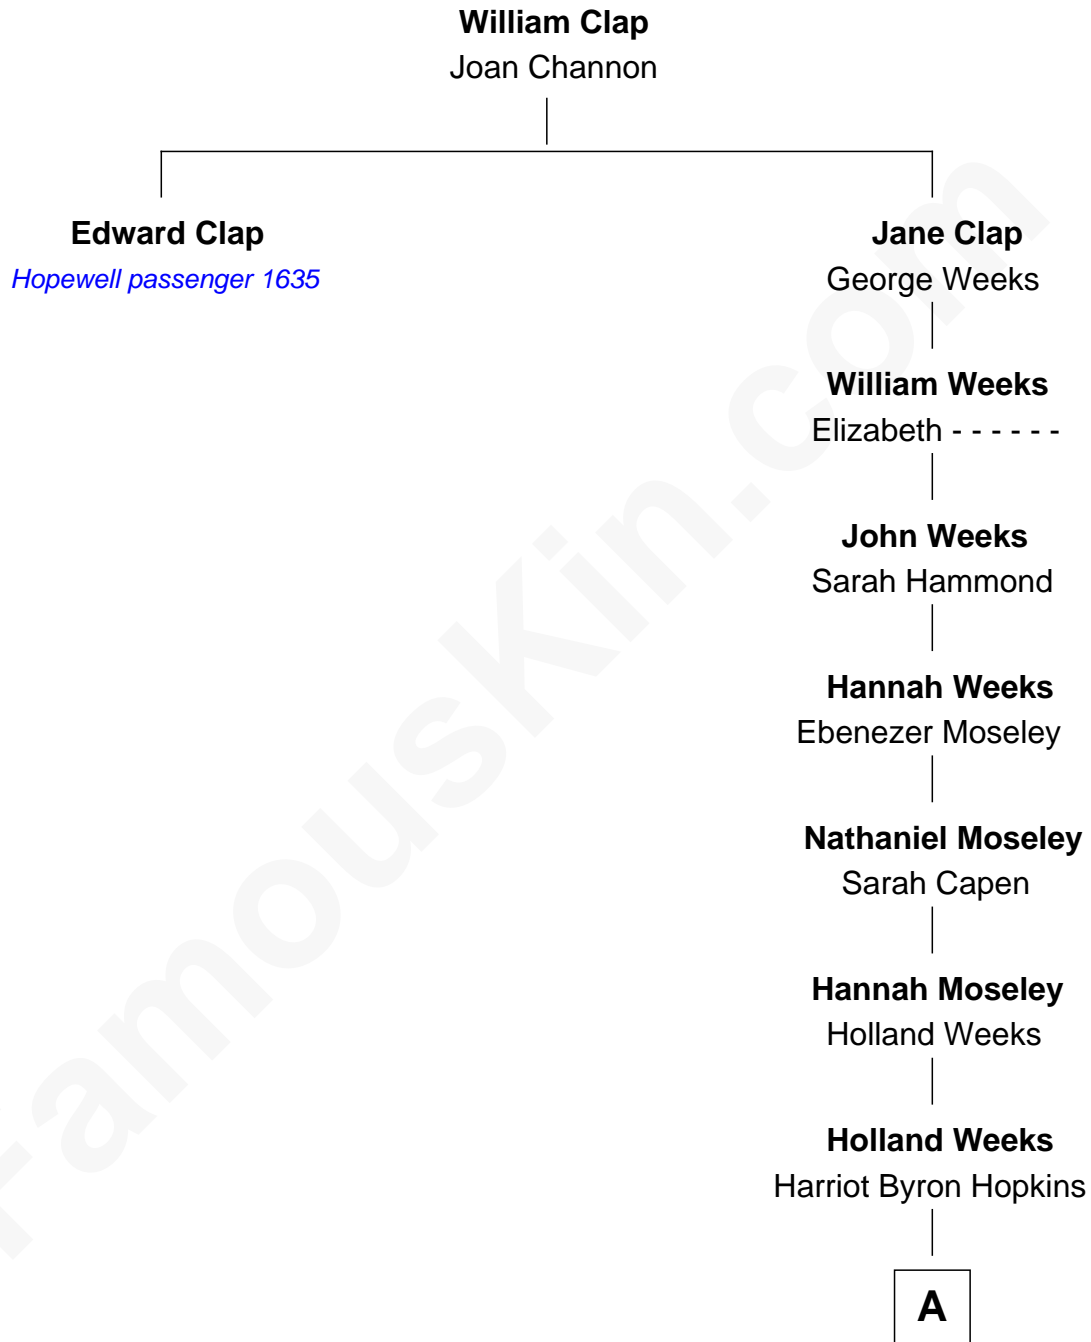 William Clap
Joan Channon
Edward Clap
Hopewell passenger 1635
Jane Clap
George Weeks
William Weeks
Elizabeth - - - - - -
John Weeks
Sarah Hammond
Hannah Weeks
Ebenezer Moseley
Nathaniel Moseley
Sarah Capen
Hannah Moseley
Holland Weeks
Holland Weeks
Harriot Byron Hopkins
A
FamousKin.com